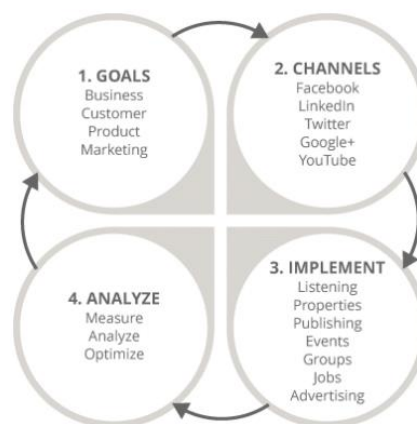 1. GOALS
Business
Customer
Product
Marketing
2. CHANNELS
Facebook
LinkedIn
Twitter
Google+
YouTube
3. IMPLEMENT
Listening
Properties
Publishing
Events
Groups
Jobs
Advertising
4. ANALYZE
Measure
Analyze
Optimize